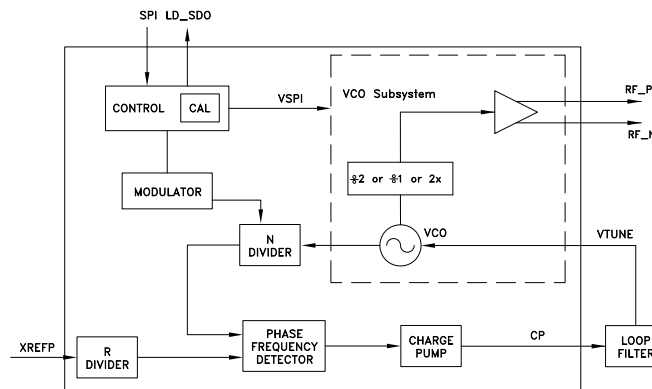 SPI LD_SDO
CONTROL
CAL
VSPI
VCO Subsystem
RF_P
RF_N
÷2 or ÷1 or 2x
MODULATOR
N
DIVIDER
VCO
VTUNE
XREFP
R
DIVIDER
PHASE
FREQUENCY
DETECTOR
CHARGE
PUMP
CP
LOOP
FILTER